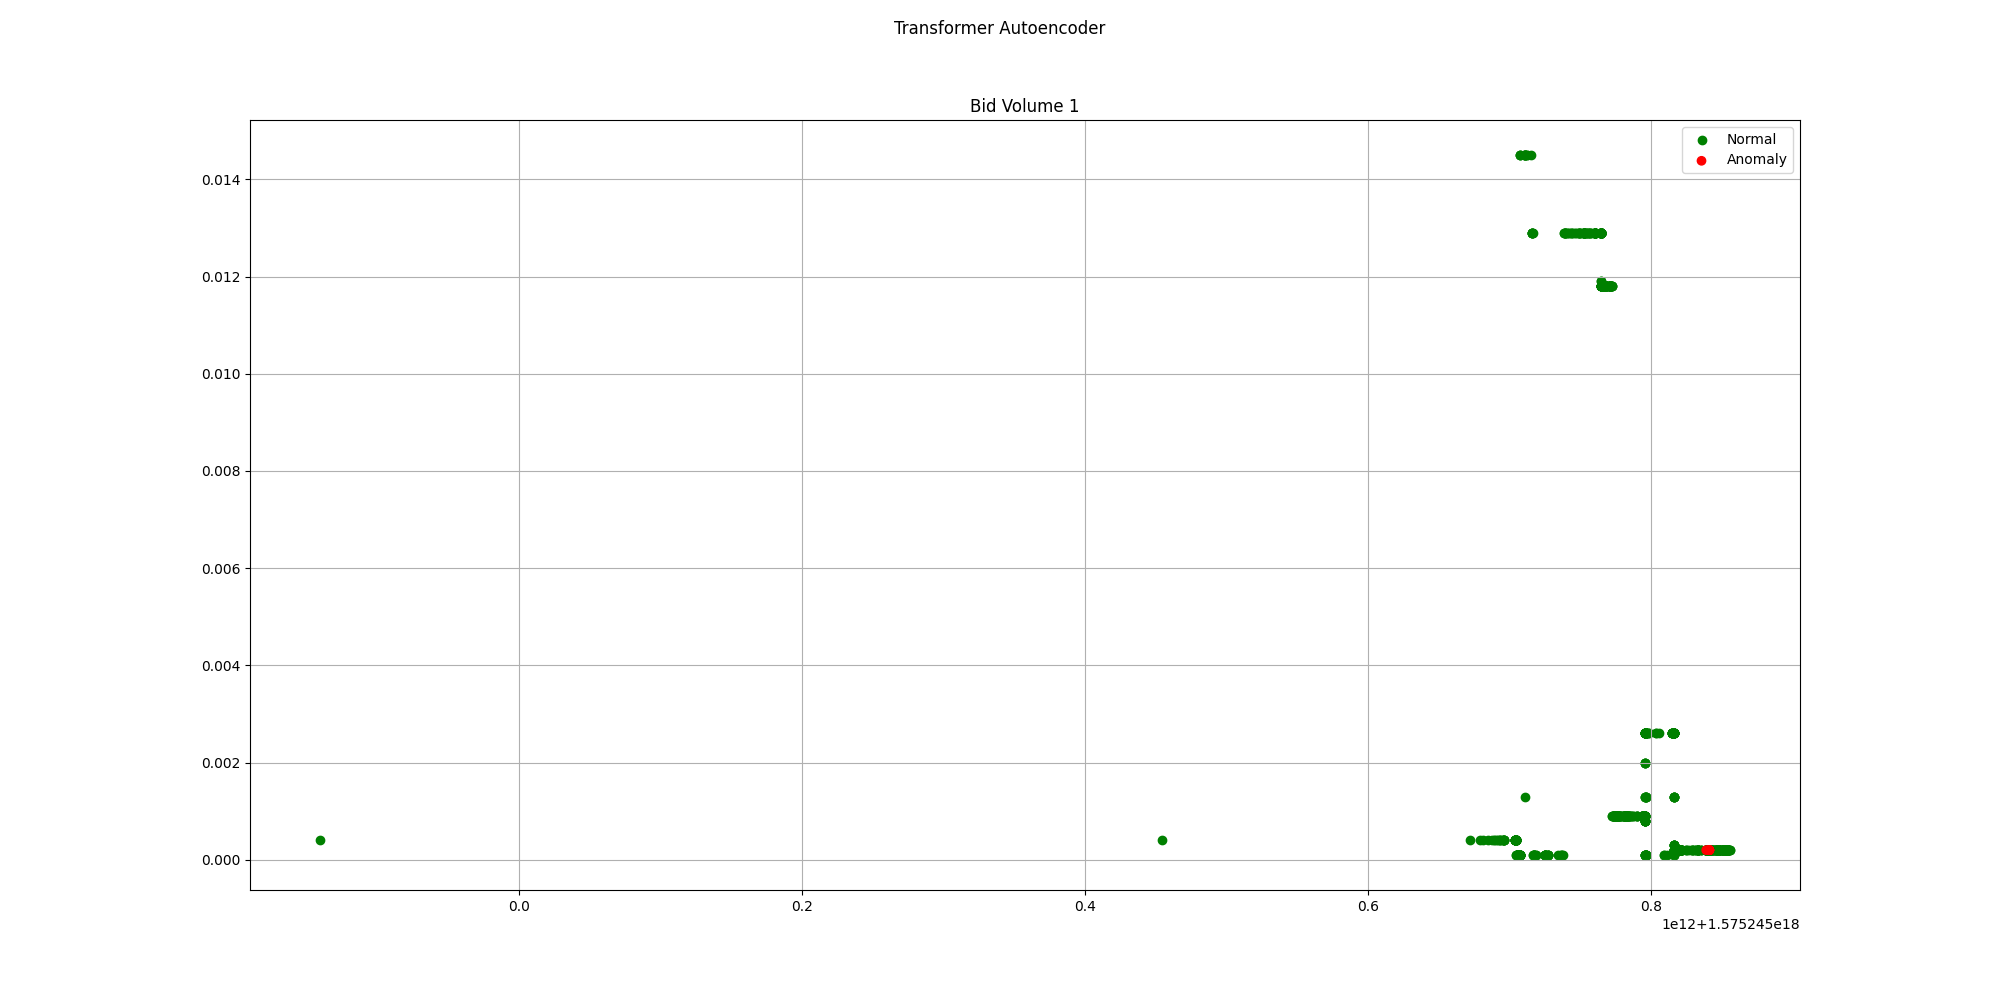 Transformer Autoencoder
Bid Volume 1
Normal
Anomaly
0.014
0.012
0.010
0.008
0.006
0.004
0.002
0.000
0.0 0.2 0.4 0.6 0.8
1e12+1.575245e18